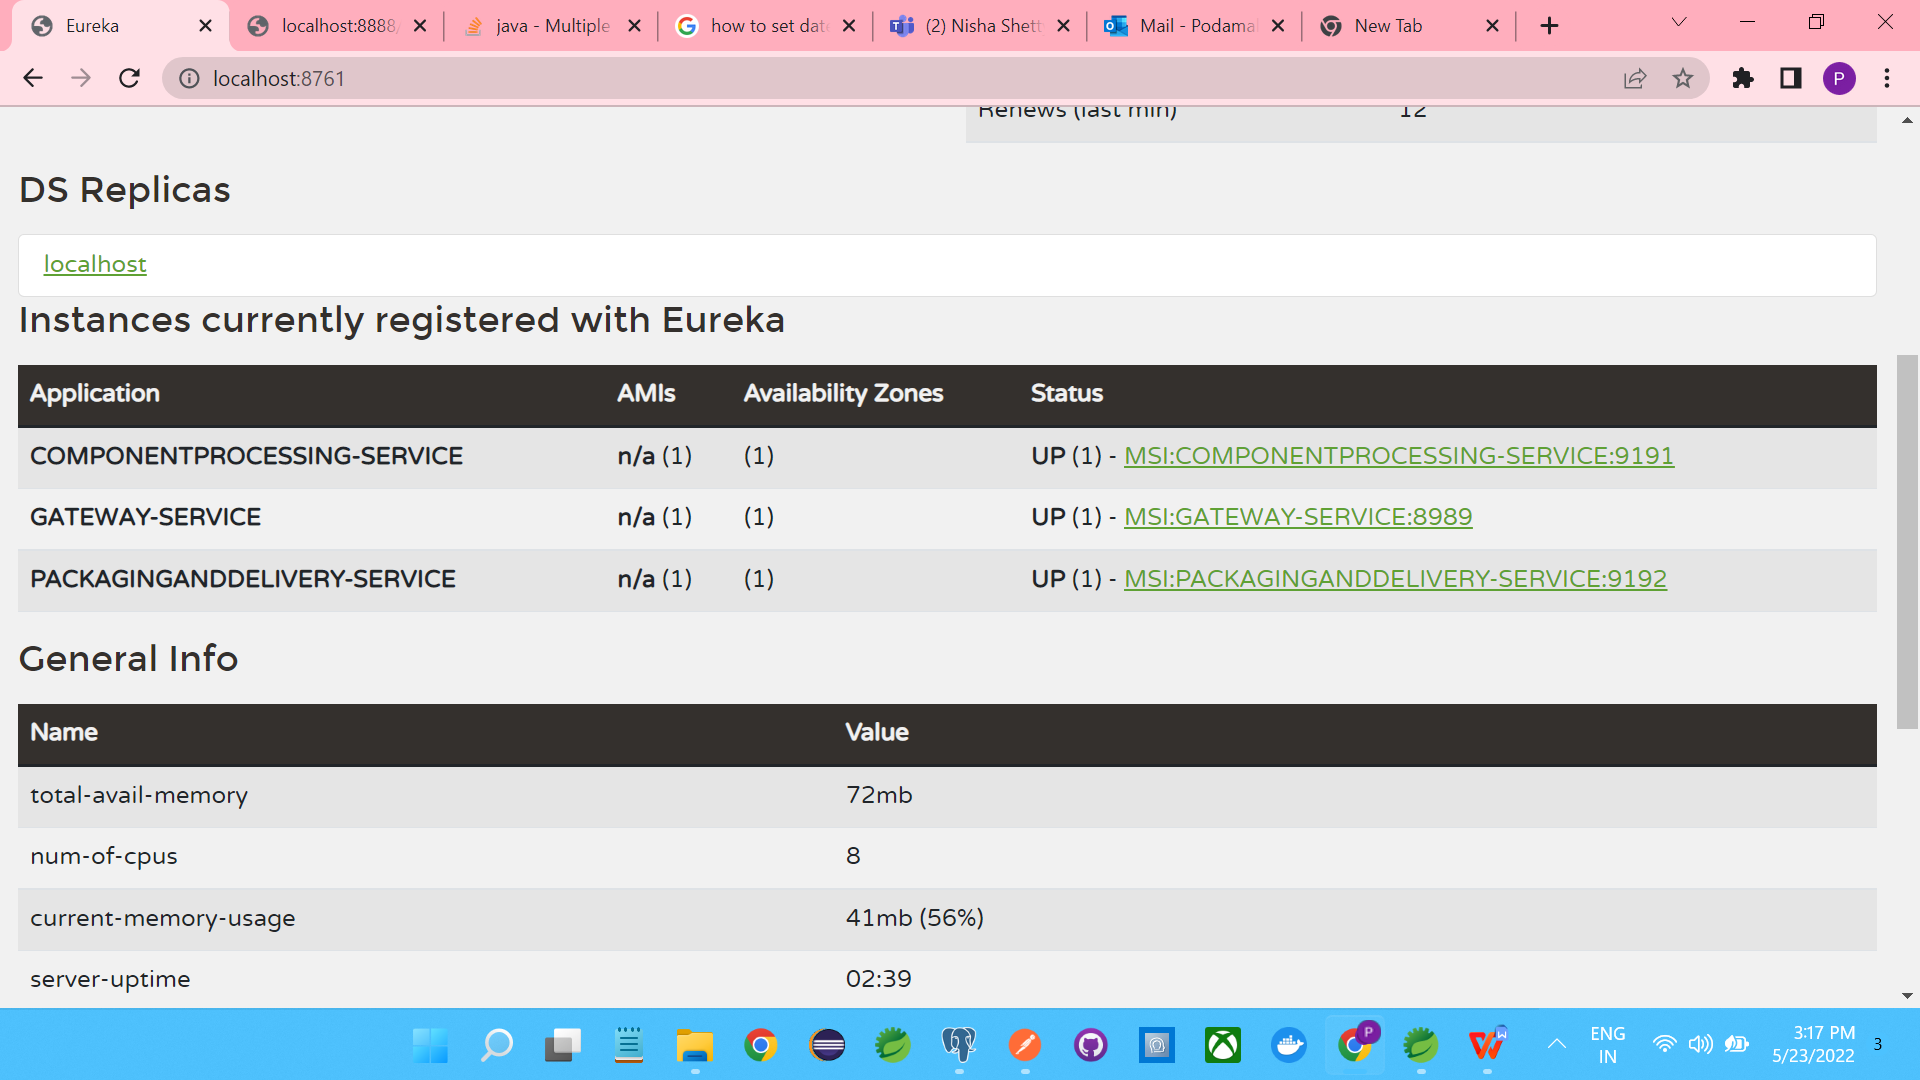 Eureka
localhost:8888/
java - Multiple
how to set date
(2) Nisha Shett
Mail - Podamal
New Tab
localhost:8761
P
Renews (last min) 12
DS Replicas
localhost
Instances currently registered with Eureka
Application AMIs Availability Zones Status
COMPONENTPROCESSING-SERVICE n/a (1) (1) UP (1) - MSI:COMPONENTPROCESSING-SERVICE:9191
GATEWAY-SERVICE n/a (1) (1) UP (1) - MSI:GATEWAY-SERVICE:8989
PACKAGINGANDDELIVERY-SERVICE n/a (1) (1) UP (1) - MSI:PACKAGINGANDDELIVERY-SERVICE:9192
General Info
Name Value
total-avail-memory 72mb
num-of-cpus 8
current-memory-usage 41mb (56%)
server-uptime 02:39
P
ENG
IN
3:17 PM
5/23/2022
3